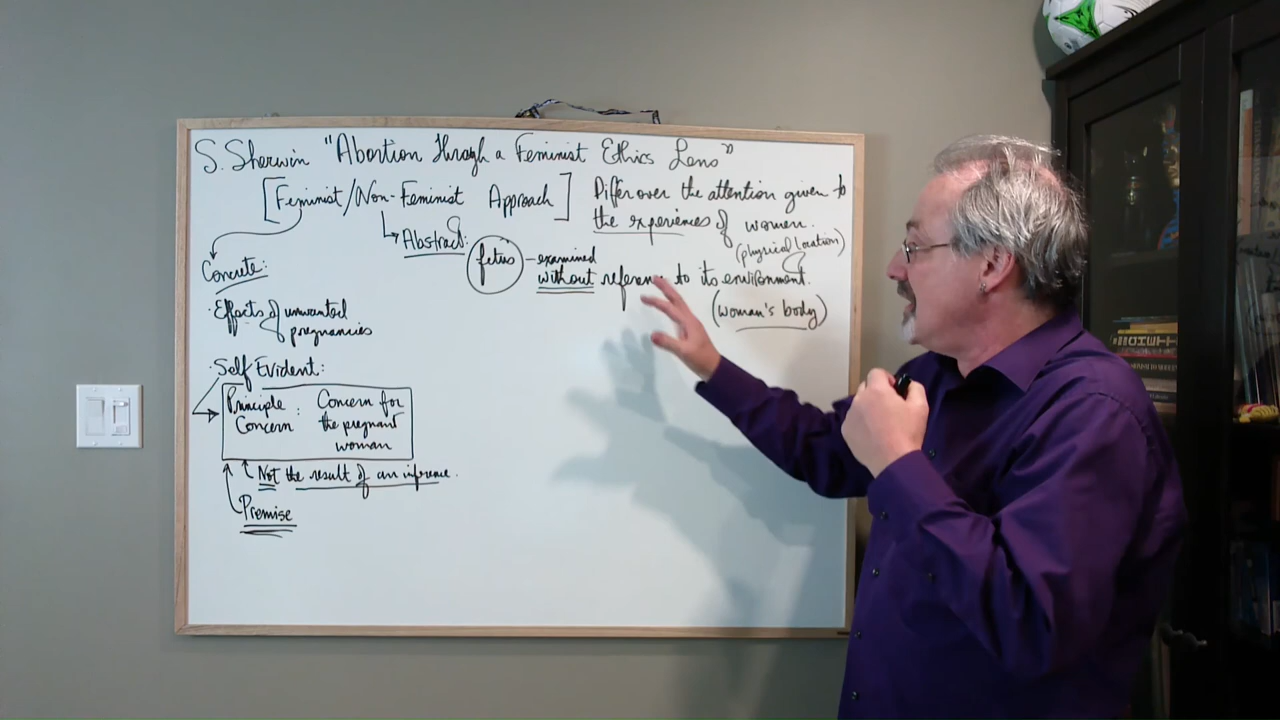 S. Sherwin "Abortion through a Feminist Ethics Lens"
[Feminist/Non-Feminist Approach]
Differ over the attention given to
the experiences of women.
(physical location)
Abstract:
fetus - examined
without reference to its environment.
(woman's body)
Concrete:
· Effects of unwanted
pregnancies
· Self Evident:
Principle : Concern for
Concern the pregnant
woman
Not the result of an inference.
Premise